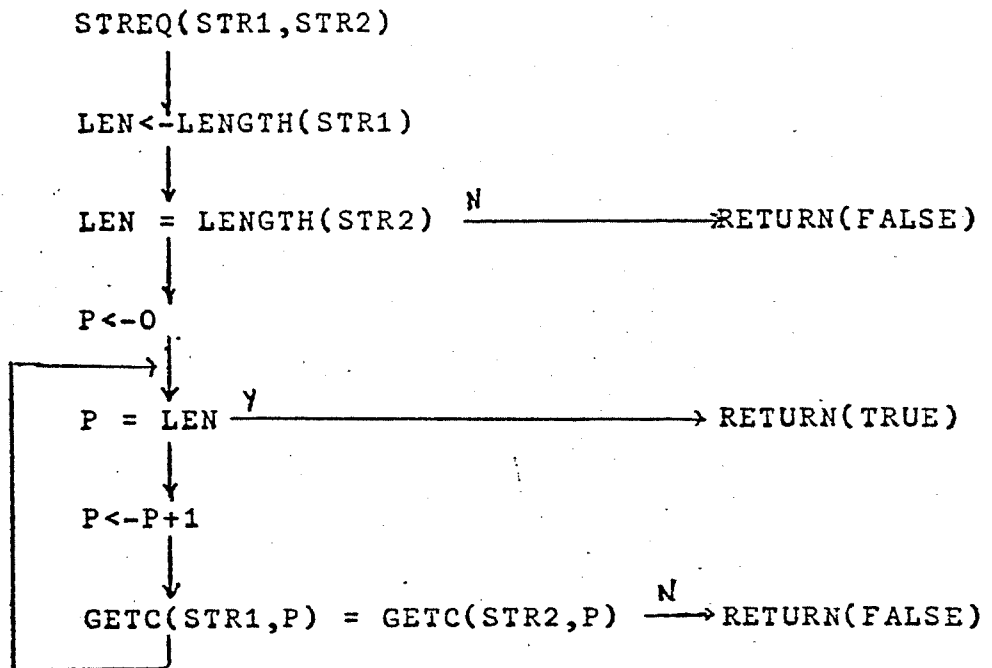 STREQ(STR1,STR2)
LEN<-LENGTH(STR1)
LEN = LENGTH(STR2) N RETURN(FALSE)
P<-0
P = LEN Y RETURN(TRUE)
P<-P+1
GETC(STR1,P) = GETC(STR2,P) N RETURN(FALSE)